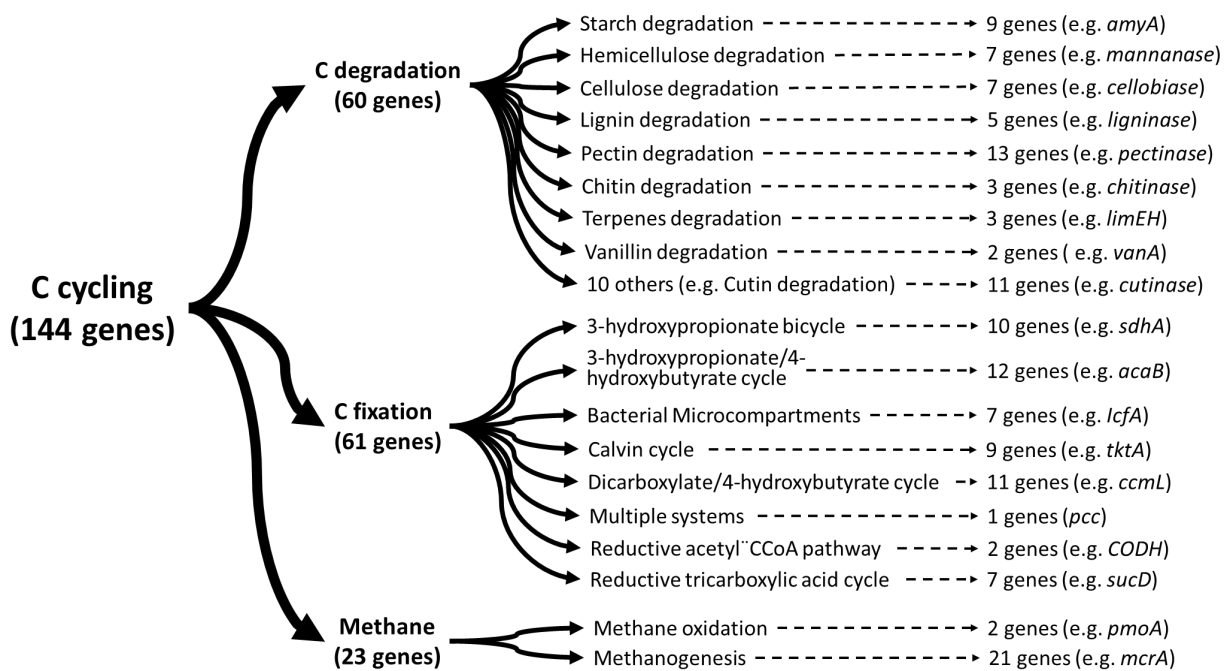 C cycling
(144 genes)
C degradation
(60 genes)
Starch degradation 9 genes (e.g. amyA)
Hemicellulose degradation 7 genes (e.g. mannanase)
Cellulose degradation 7 genes (e.g. cellobiase)
Lignin degradation 5 genes (e.g. ligninase)
Pectin degradation 13 genes (e.g. pectinase)
Chitin degradation 3 genes (e.g. chitinase)
Terpenes degradation 3 genes (e.g. limEH)
Vanillin degradation 2 genes ( e.g. vanA)
10 others (e.g. Cutin degradation) 11 genes (e.g. cutinase)
C fixation
(61 genes)
3-hydroxypropionate bicycle 10 genes (e.g. sdhA)
3-hydroxypropionate/4-
hydroxybutyrate cycle 12 genes (e.g. acaB)
Bacterial Microcompartments 7 genes (e.g. IcfA)
Calvin cycle 9 genes (e.g. tktA)
Dicarboxylate/4-hydroxybutyrate cycle 11 genes (e.g. ccmL)
Multiple systems 1 genes (pcc)
Reductive acetyl¨CCoA pathway 2 genes (e.g. CODH)
Reductive tricarboxylic acid cycle 7 genes (e.g. sucD)
Methane
(23 genes)
Methane oxidation 2 genes (e.g. pmoA)
Methanogenesis 21 genes (e.g. mcrA)